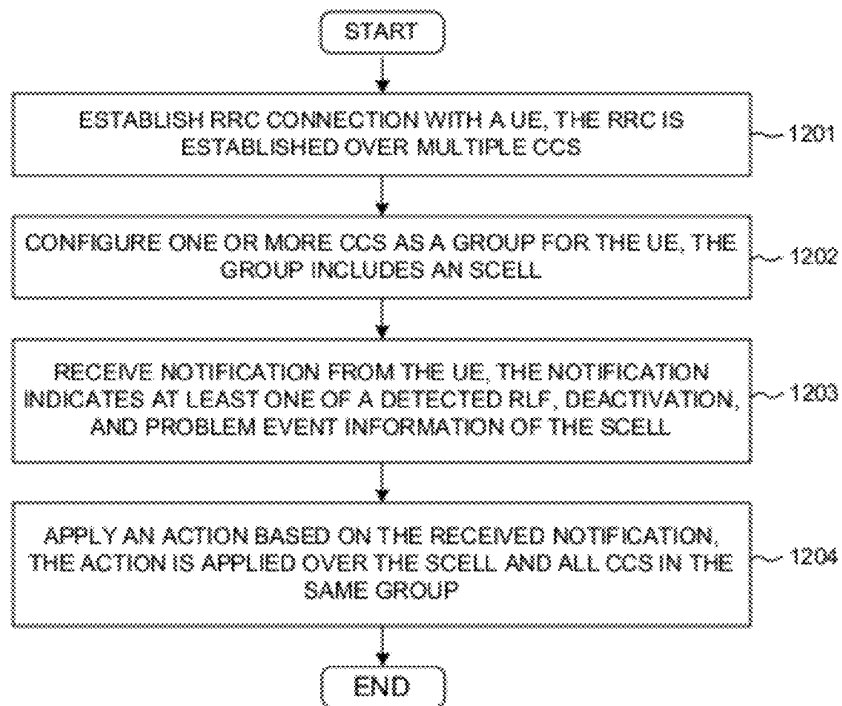 START
ESTABLISH RRC CONNECTION WITH A UE, THE RRC IS
ESTABLISHED OVER MULTIPLE CCS
1201
CONFIGURE ONE OR MORE CCS AS A GROUP FOR THE UE, THE
GROUP INCLUDES AN SCELL
1202
RECEIVE NOTIFICATION FROM THE UE, THE NOTIFICATION
INDICATES AT LEAST ONE OF A DETECTED RLF, DEACTIVATION,
AND PROBLEM EVENT INFORMATION OF THE SCELL
1203
APPLY AN ACTION BASED ON THE RECEIVED NOTIFICATION,
THE ACTION IS APPLIED OVER THE SCELL AND ALL CCS IN THE
SAME GROUP
1204
END